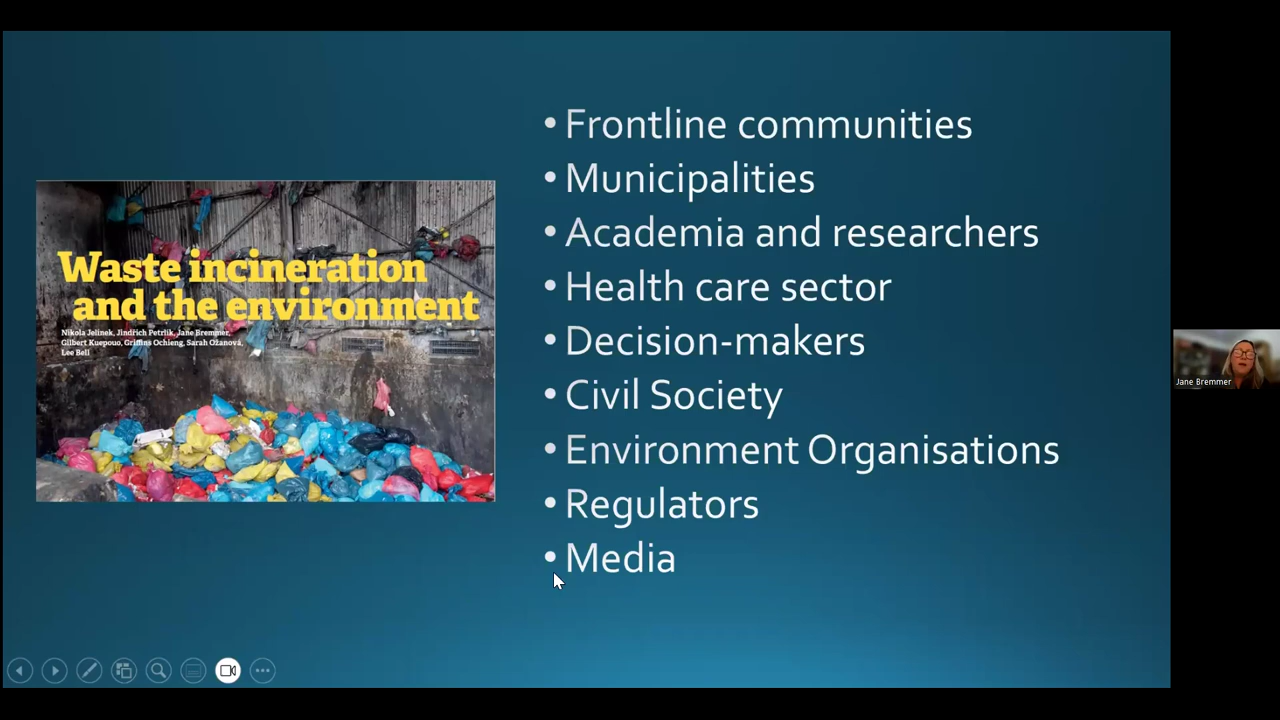 Waste incineration
and the environment
Nikola Jelinek, Jindrich Petrlik, Jane Bremmer,
Gilbert Kuepouo, Griffins Ochieng, Sarah Ožanová,
Lee Bell
• Frontline communities
• Municipalities
• Academia and researchers
• Health care sector
• Decision-makers
• Civil Society
• Environment Organisations
• Regulators
• Media
Jane Bremmer